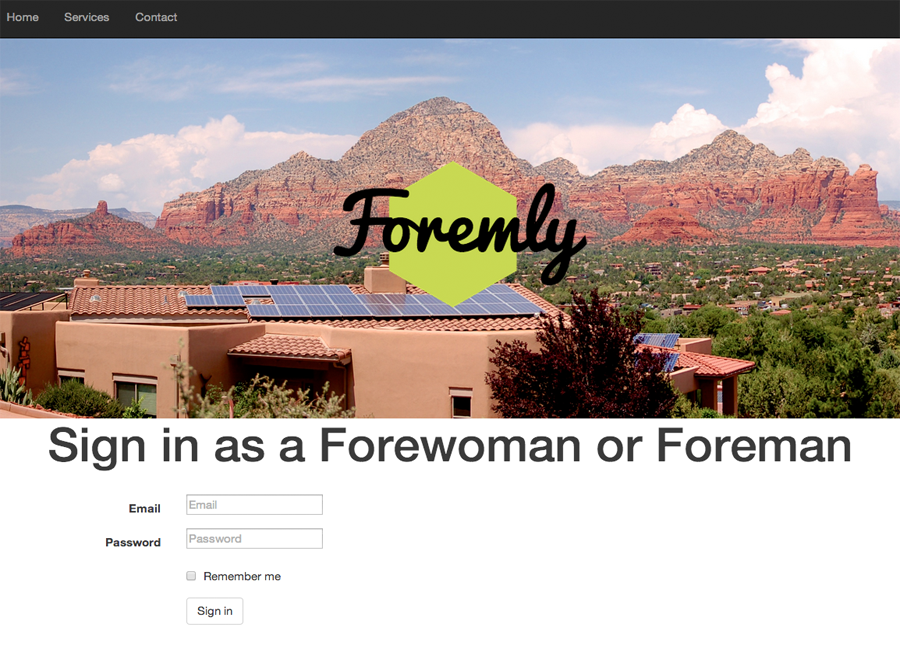 Home Services Contact
Foremly
Sign in as a Forewoman or Foreman
Email Email
Password Password
Remember me
Sign in